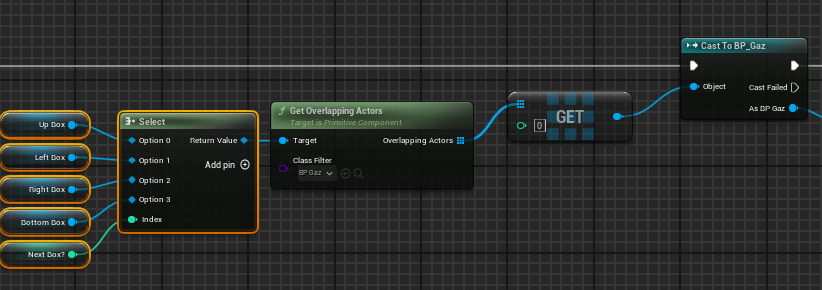 Cast To BP_Gaz
Object
Cast Failed
As BP Gaz
Get Overlapping Actors
Target is Primitive Component
Target
Overlapping Actors
Class Filter
BP Gaz
0
GET
Select
Option 0
Return Value
Option 1
Add pin
Option 2
Option 3
Index
Up Box
Left Box
Right Box
Bottom Box
Next Box?